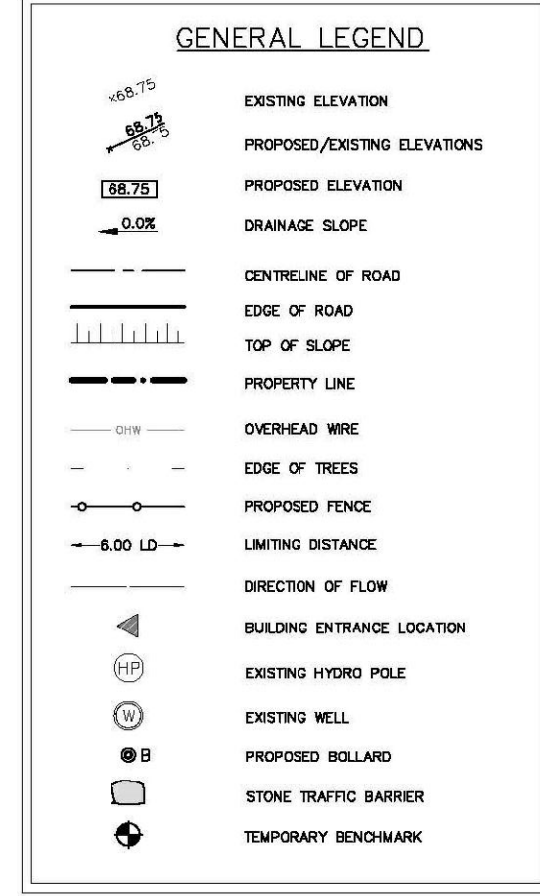 GENERAL LEGEND
×68.75 EXISTING ELEVATION
68.75
68.75 PROPOSED/EXISTING ELEVATIONS
68.75 PROPOSED ELEVATION
0.0% DRAINAGE SLOPE
CENTRELINE OF ROAD
EDGE OF ROAD
TOP OF SLOPE
PROPERTY LINE
OHW OVERHEAD WIRE
EDGE OF TREES
PROPOSED FENCE
6.00 LD LIMITING DISTANCE
DIRECTION OF FLOW
BUILDING ENTRANCE LOCATION
HP EXISTING HYDRO POLE
W EXISTING WELL
B PROPOSED BOLLARD
STONE TRAFFIC BARRIER
TEMPORARY BENCHMARK